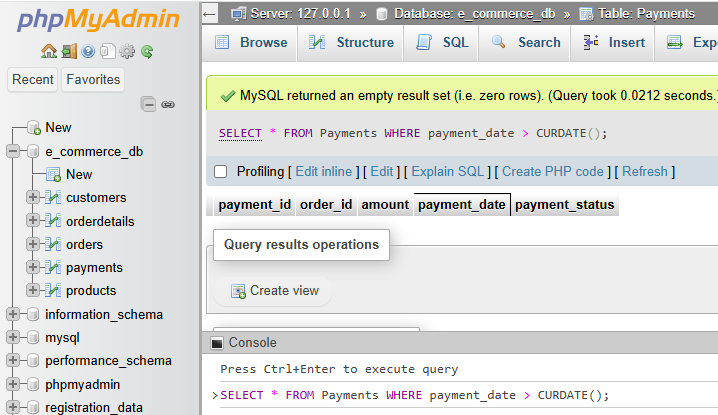 phpMyAdmin
Recent Favorites
New
e_commerce_db
New
customers
orderdetails
orders
payments
products
information_schema
mysql
performance_schema
phpmyadmin
registration_data
Server: 127.0.0.1 » Database: e_commerce_db » Table: Payments
Browse Structure SQL Search Insert Exp
MySQL returned an empty result set (i.e. zero rows). (Query took 0.0212 seconds.
SELECT * FROM Payments WHERE payment_date > CURDATE();
Profiling [ Edit inline ] [ Edit ] [ Explain SQL ] [ Create PHP code ] [ Refresh ]
payment_id order_id amount payment_date payment_status
Query results operations
Create view
Console
Press Ctrl+Enter to execute query
>SELECT * FROM Payments WHERE payment_date > CURDATE();